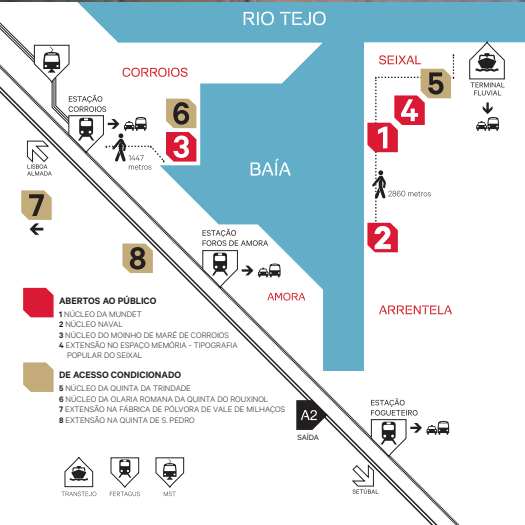 RIO TEJO
CORROIOS
SEIXAL
5
TERMINAL
FLUVIAL
ESTAÇÃO
CORROIOS
6
4
3
1
1447
metros
LISBOA
ALMADA
BAÍA
2860 metros
7
2
ESTAÇÃO
FOROS DE AMORA
8
AMORA
ARRENTELA
ABERTOS AO PÚBLICO
1 NÚCLEO DA MUNDET
2 NÚCLEO NAVAL
3 NÚCLEO DO MOINHO DE MARÉ DE CORROIOS
4 EXTENSÃO NO ESPAÇO MEMÓRIA - TIPOGRAFIA
POPULAR DO SEIXAL
DE ACESSO CONDICIONADO
5 NÚCLEO DA QUINTA DA TRINDADE
6 NÚCLEO DA OLARIA ROMANA DA QUINTA DO ROUXINOL
7 EXTENSÃO NA FÁBRICA DE PÓLVORA DE VALE DE MILHAÇOS
8 EXTENSÃO NA QUINTA DE S. PEDRO
A2
SAÍDA
ESTAÇÃO
FOGUETEIRO
SETÚBAL
TRANSTEJO
FERTAGUS
MST